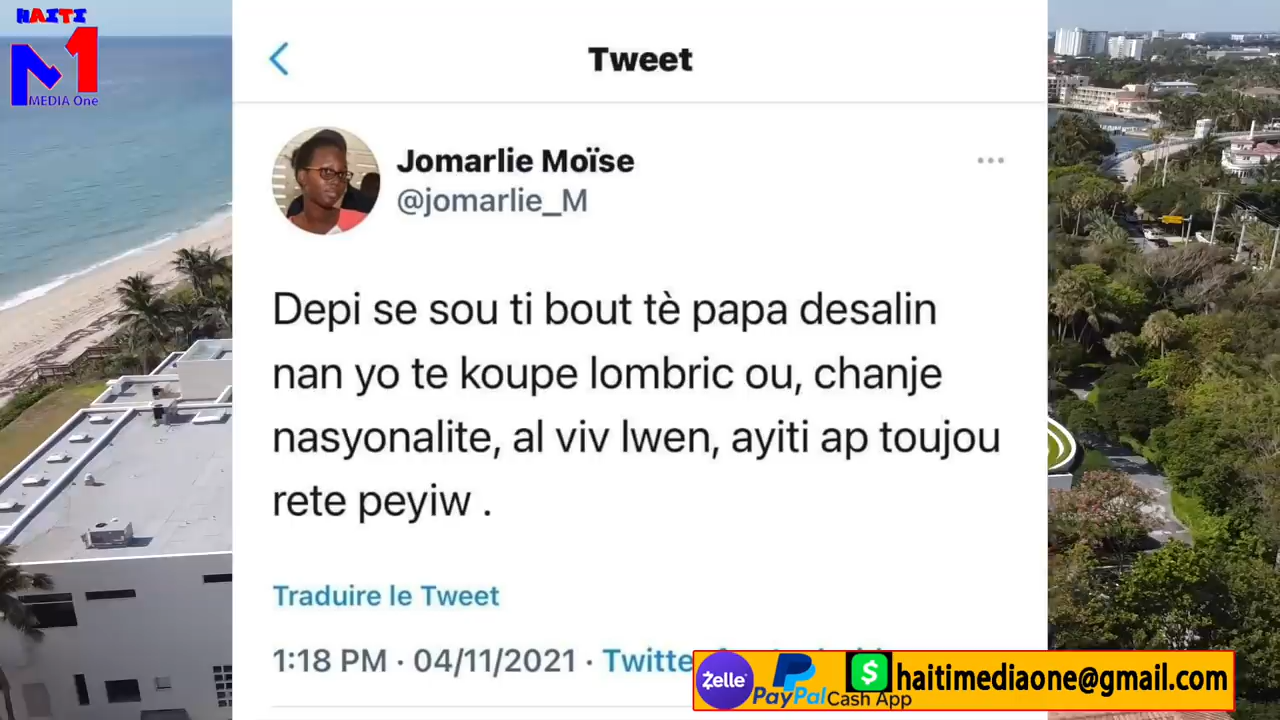 HAITI
M1
MEDIA One
Tweet
Jomarlie Moïse
@jomarlie_M
Depi se sou ti bout tè papa desalin
nan yo te koupe lombric ou, chanje
nasyonalite, al viv lwen, ayiti ap toujou
rete peyiw .
Traduire le Tweet
1:18 PM · 04/11/2021 · Twitte
Zelle PayPal $ Cash App haitimediaone@gmail.com